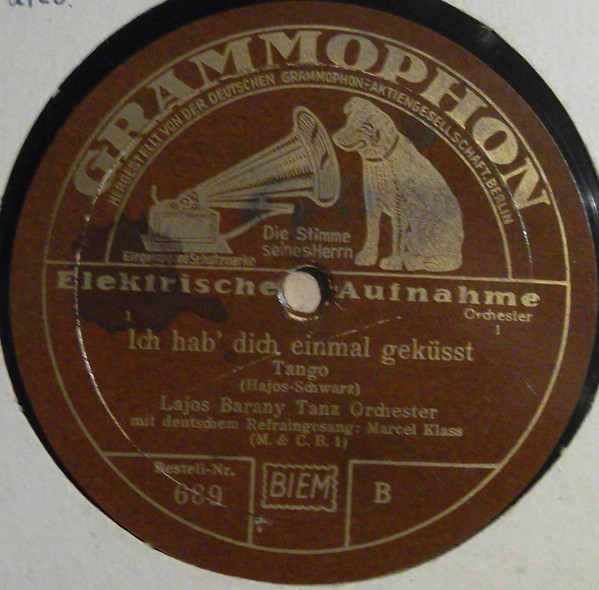 GRAMMOPHON
HERGESTELLT VON DER DEUTSCHEN GRAMMOPHON-AKTIENGESELLSCHAFT. BERLIN
Die Stimme
seines Herrn
Eingetragene Schutzmarke
Elektrische Aufnahme
Orchester
1
1
Ich hab' dich einmal geküsst
Tango
(Hajos-Schwarz)
Lajos Barany Tanz Orchester
mit deutschem Refraingesang: Marcel Klass
(M. & C. B. 1)
Bestell-Nr.
689
BIEM
B